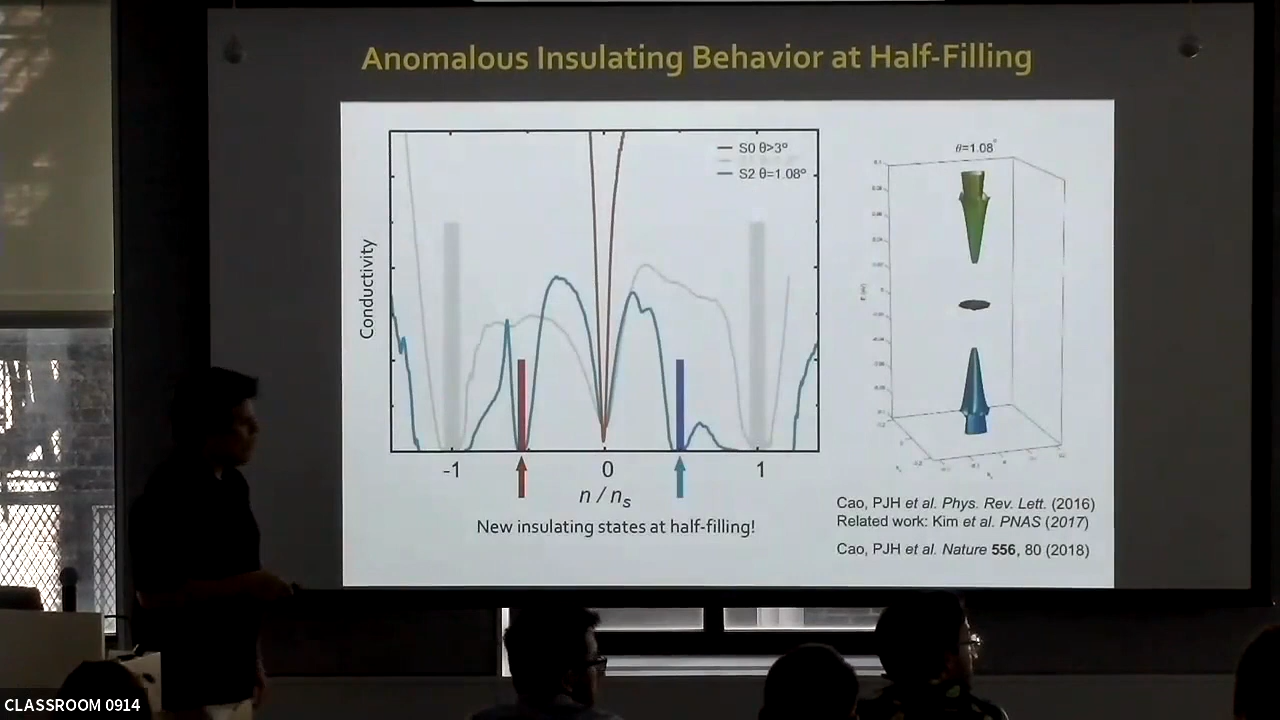 Anomalous Insulating Behavior at Half-Filling
S0 θ>3º
S2 θ=1.08º
Conductivity
-1
0
1
n / nₛ
New insulating states at half-filling!
θ=1.08°
Cao, PJH et al. Phys. Rev. Lett. (2016)
Related work: Kim et al. PNAS (2017)
Cao, PJH et al. Nature 556, 80 (2018)
CLASSROOM 0914